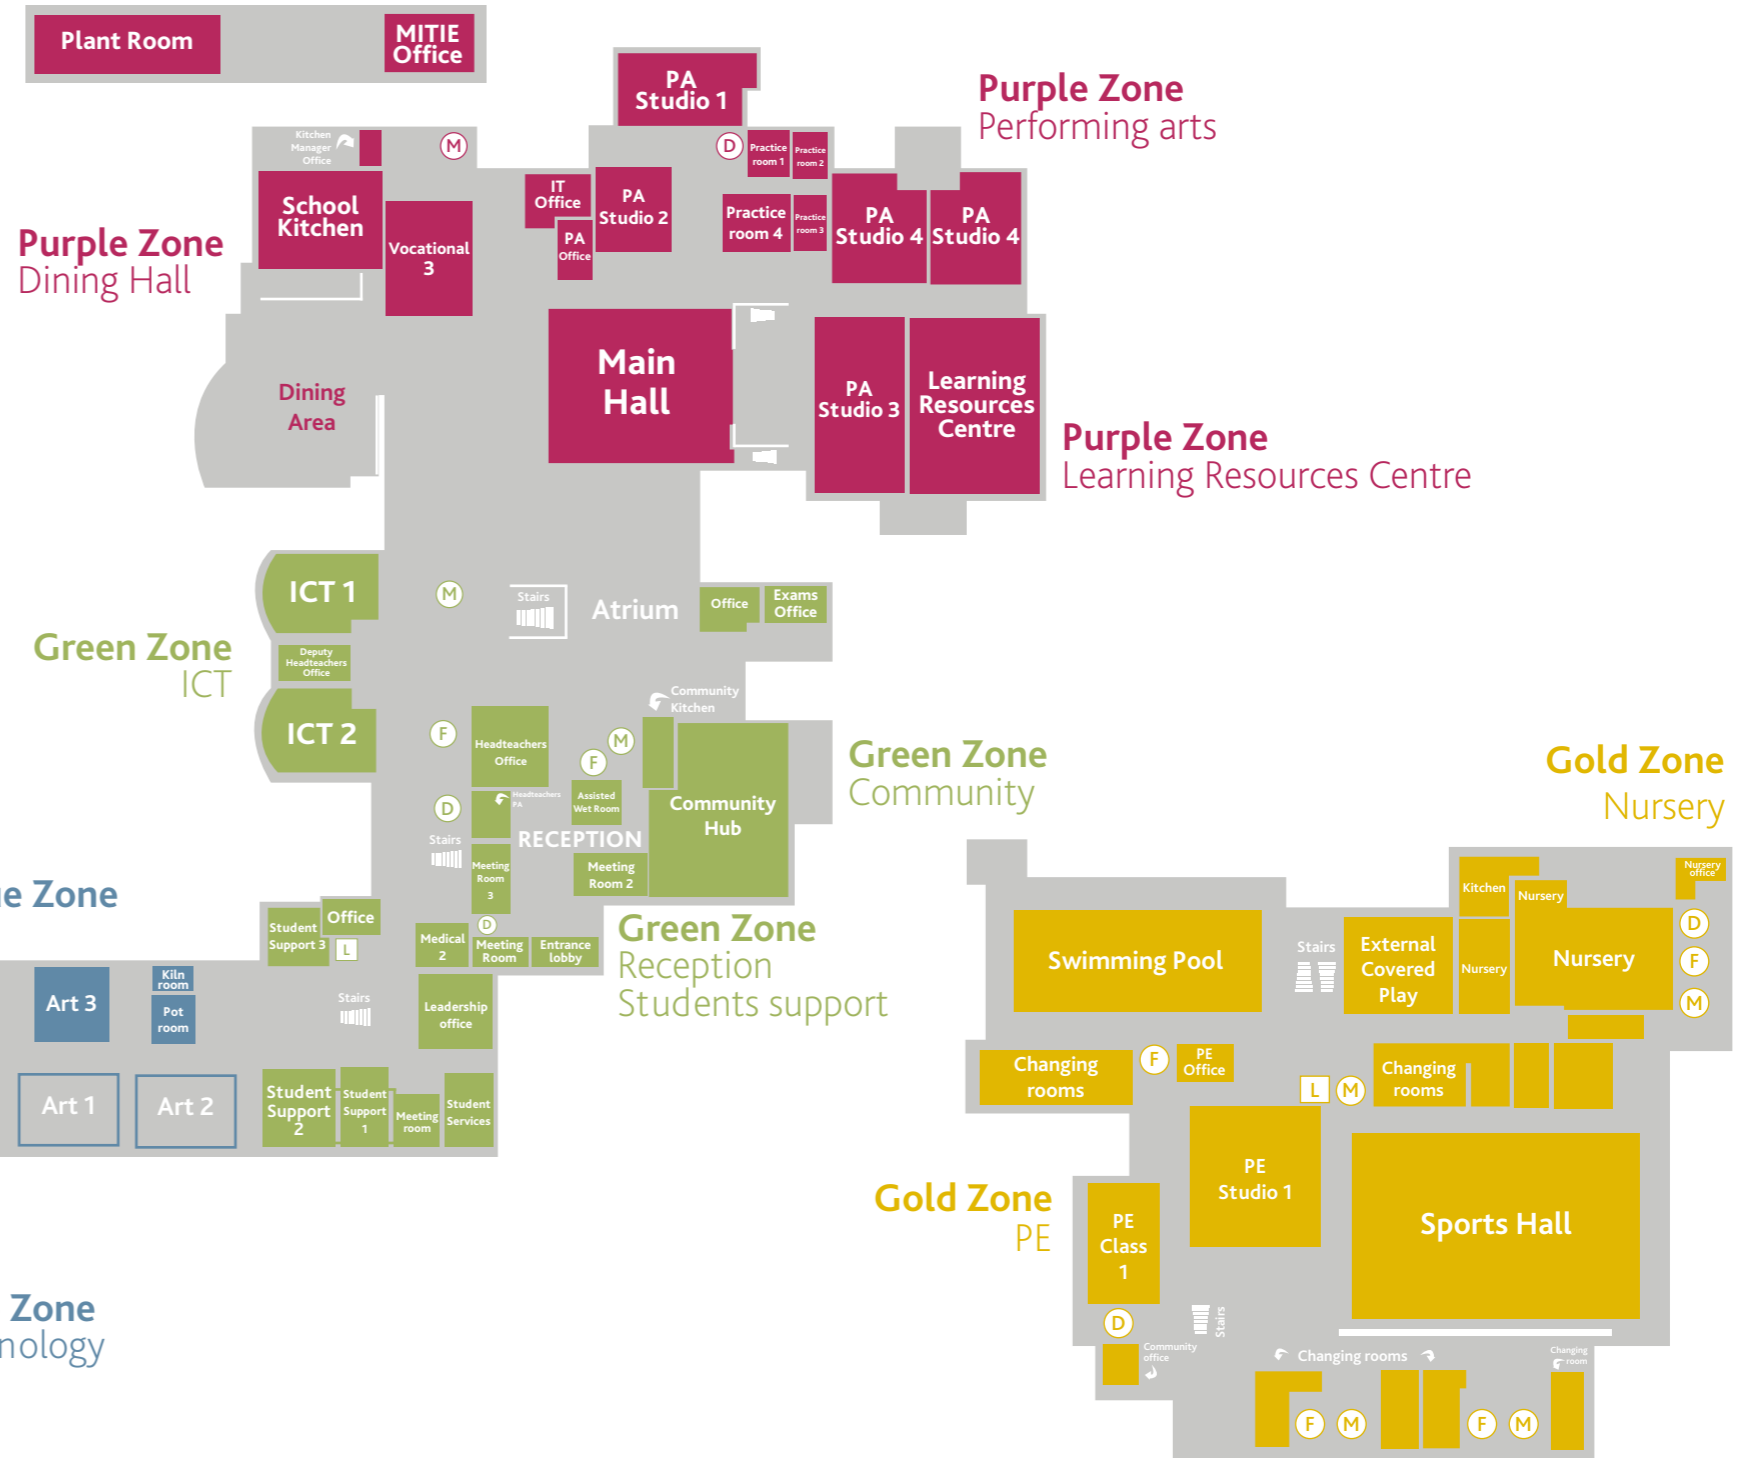 Plant Room
MITIE
Office
PA
Studio 1
Purple Zone
Performing arts
Kitchen
Manager
Office
M
D
Practice
room 1
Practice
room 2
School
Kitchen
Vocational
3
IT
Office
PA
Office
PA
Studio 2
Practice
room 4
Practice
room 3
PA
Studio 4
PA
Studio 4
Purple Zone
Dining Hall
Dining
Area
Main
Hall
PA
Studio 3
Learning
Resources
Centre
Purple Zone
Learning Resources Centre
ICT 1
M
Stairs
Atrium
Office
Exams
Office
Green Zone
ICT
Deputy
Headteachers
Office
ICT 2
F
Headteachers
Office
M
F
Community
Kitchen
Green Zone
Community
D
Headteachers
PA
Assisted
Wet Room
Community
Hub
Stairs
RECEPTION
Meeting
Room
3
Meeting
Room 2
Zone
Student
Support 3
Office
L
Medical
2
D
Meeting
Room
Entrance
lobby
Green Zone
Reception
Students support
Art 3
Kiln
room
Pot
room
Stairs
Leadership
office
Art 1
Art 2
Student
Support
2
Student
Support
1
Meeting
room
Student
Services
Zone
nology
Gold Zone
Nursery
Swimming Pool
Stairs
External
Covered
Play
Kitchen
Nursery
Nursery
Nursery
Nursery
office
D
F
M
Changing
rooms
F
PE
Office
L
M
Changing
rooms
Gold Zone
PE
PE
Class
1
PE
Studio 1
Sports Hall
D
Stairs
Community
office
Changing rooms
Changing
room
F
M
F
M